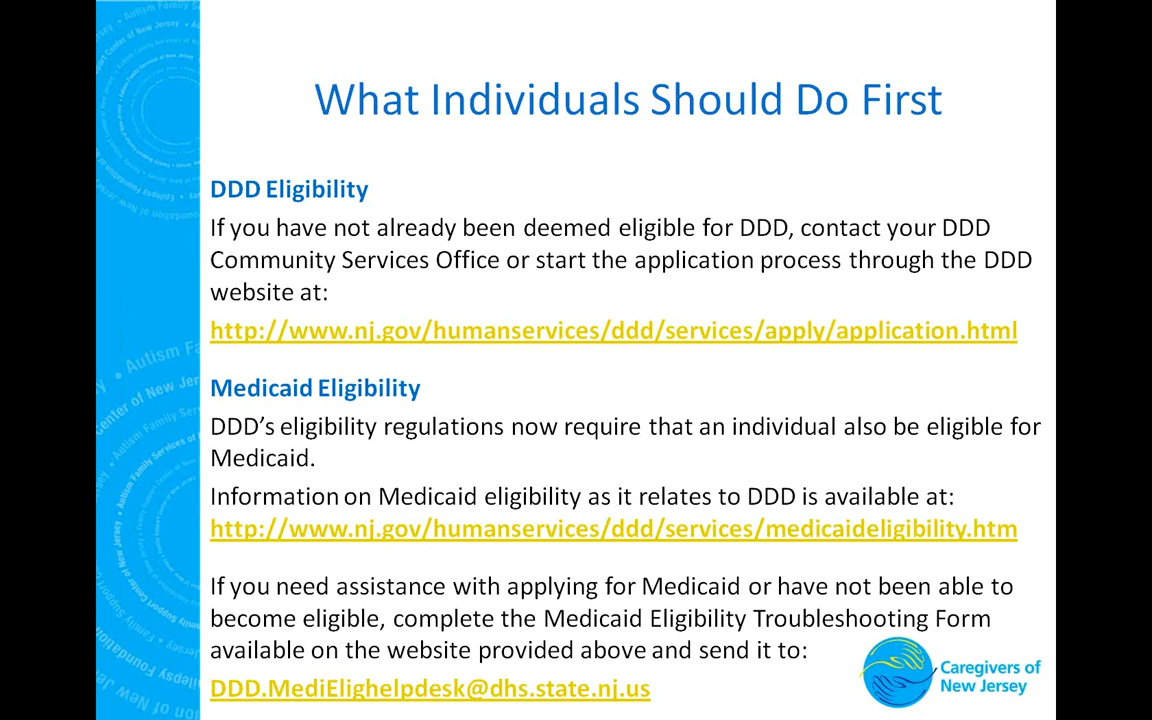 What Individuals Should Do First
DDD Eligibility
If you have not already been deemed eligible for DDD, contact your DDD
Community Services Office or start the application process through the DDD
website at:
http://www.nj.gov/humanservices/ddd/services/apply/application.html
Medicaid Eligibility
DDD’s eligibility regulations now require that an individual also be eligible for
Medicaid.
Information on Medicaid eligibility as it relates to DDD is available at:
http://www.nj.gov/humanservices/ddd/services/medicaideligibility.htm
If you need assistance with applying for Medicaid or have not been able to
become eligible, complete the Medicaid Eligibility Troubleshooting Form
available on the website provided above and send it to:
DDD.MediElighelpdesk@dhs.state.nj.us
Caregivers of
New Jersey